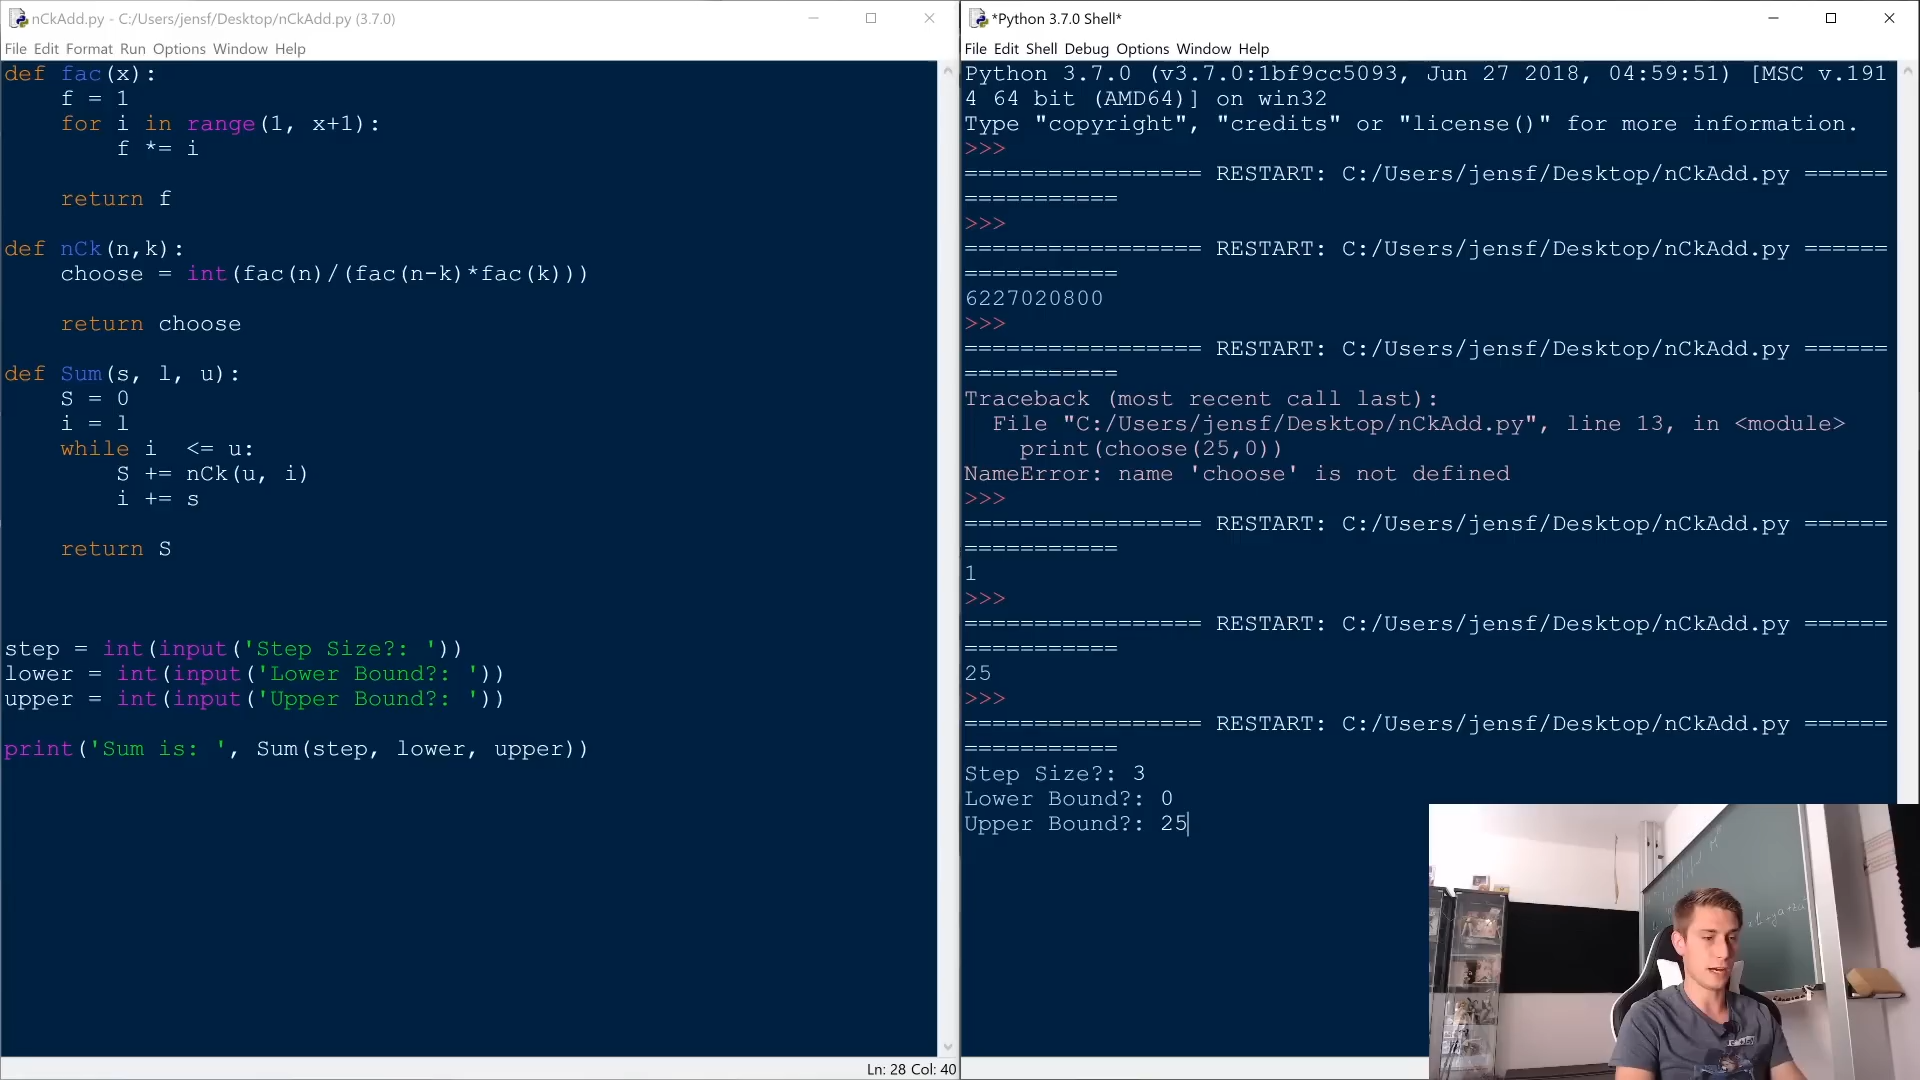 nCkAdd.py - C:/Users/jensf/Desktop/nCkAdd.py (3.7.0)
File Edit Format Run Options Window Help
def fac(x):
    f = 1
    for i in range(1, x+1):
        f *= i
    return f
def nCk(n,k):
    choose = int(fac(n)/(fac(n-k)*fac(k)))
    return choose
def Sum(s, l, u):
    S = 0
    i = l
    while i  <= u:
        S += nCk(u, i)
        i += s
    return S
step = int(input('Step Size?: '))
lower = int(input('Lower Bound?: '))
upper = int(input('Upper Bound?: '))
print('Sum is: ', Sum(step, lower, upper))
Ln: 28 Col: 40
*Python 3.7.0 Shell*
File Edit Shell Debug Options Window Help
Python 3.7.0 (v3.7.0:1bf9cc5093, Jun 27 2018, 04:59:51) [MSC v.191
4 64 bit (AMD64)] on win32
Type "copyright", "credits" or "license()" for more information.
>>>
================= RESTART: C:/Users/jensf/Desktop/nCkAdd.py ======
===========
>>>
================= RESTART: C:/Users/jensf/Desktop/nCkAdd.py ======
===========
6227020800
>>>
================= RESTART: C:/Users/jensf/Desktop/nCkAdd.py ======
===========
Traceback (most recent call last):
  File "C:/Users/jensf/Desktop/nCkAdd.py", line 13, in <module>
    print(choose(25,0))
NameError: name 'choose' is not defined
>>>
================= RESTART: C:/Users/jensf/Desktop/nCkAdd.py ======
===========
1
>>>
================= RESTART: C:/Users/jensf/Desktop/nCkAdd.py ======
===========
25
>>>
================= RESTART: C:/Users/jensf/Desktop/nCkAdd.py ======
===========
Step Size?: 3
Lower Bound?: 0
Upper Bound?: 25